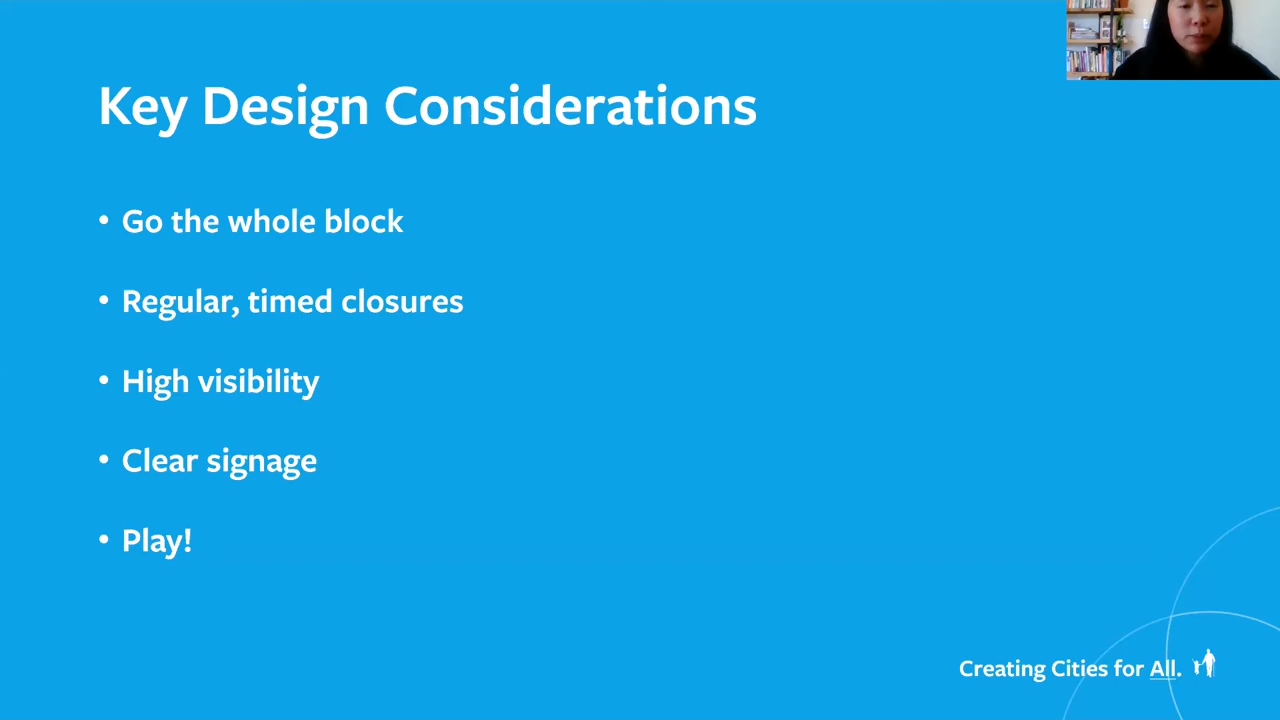 Key Design Considerations
• Go the whole block
• Regular, timed closures
• High visibility
• Clear signage
• Play!
Creating Cities for All.